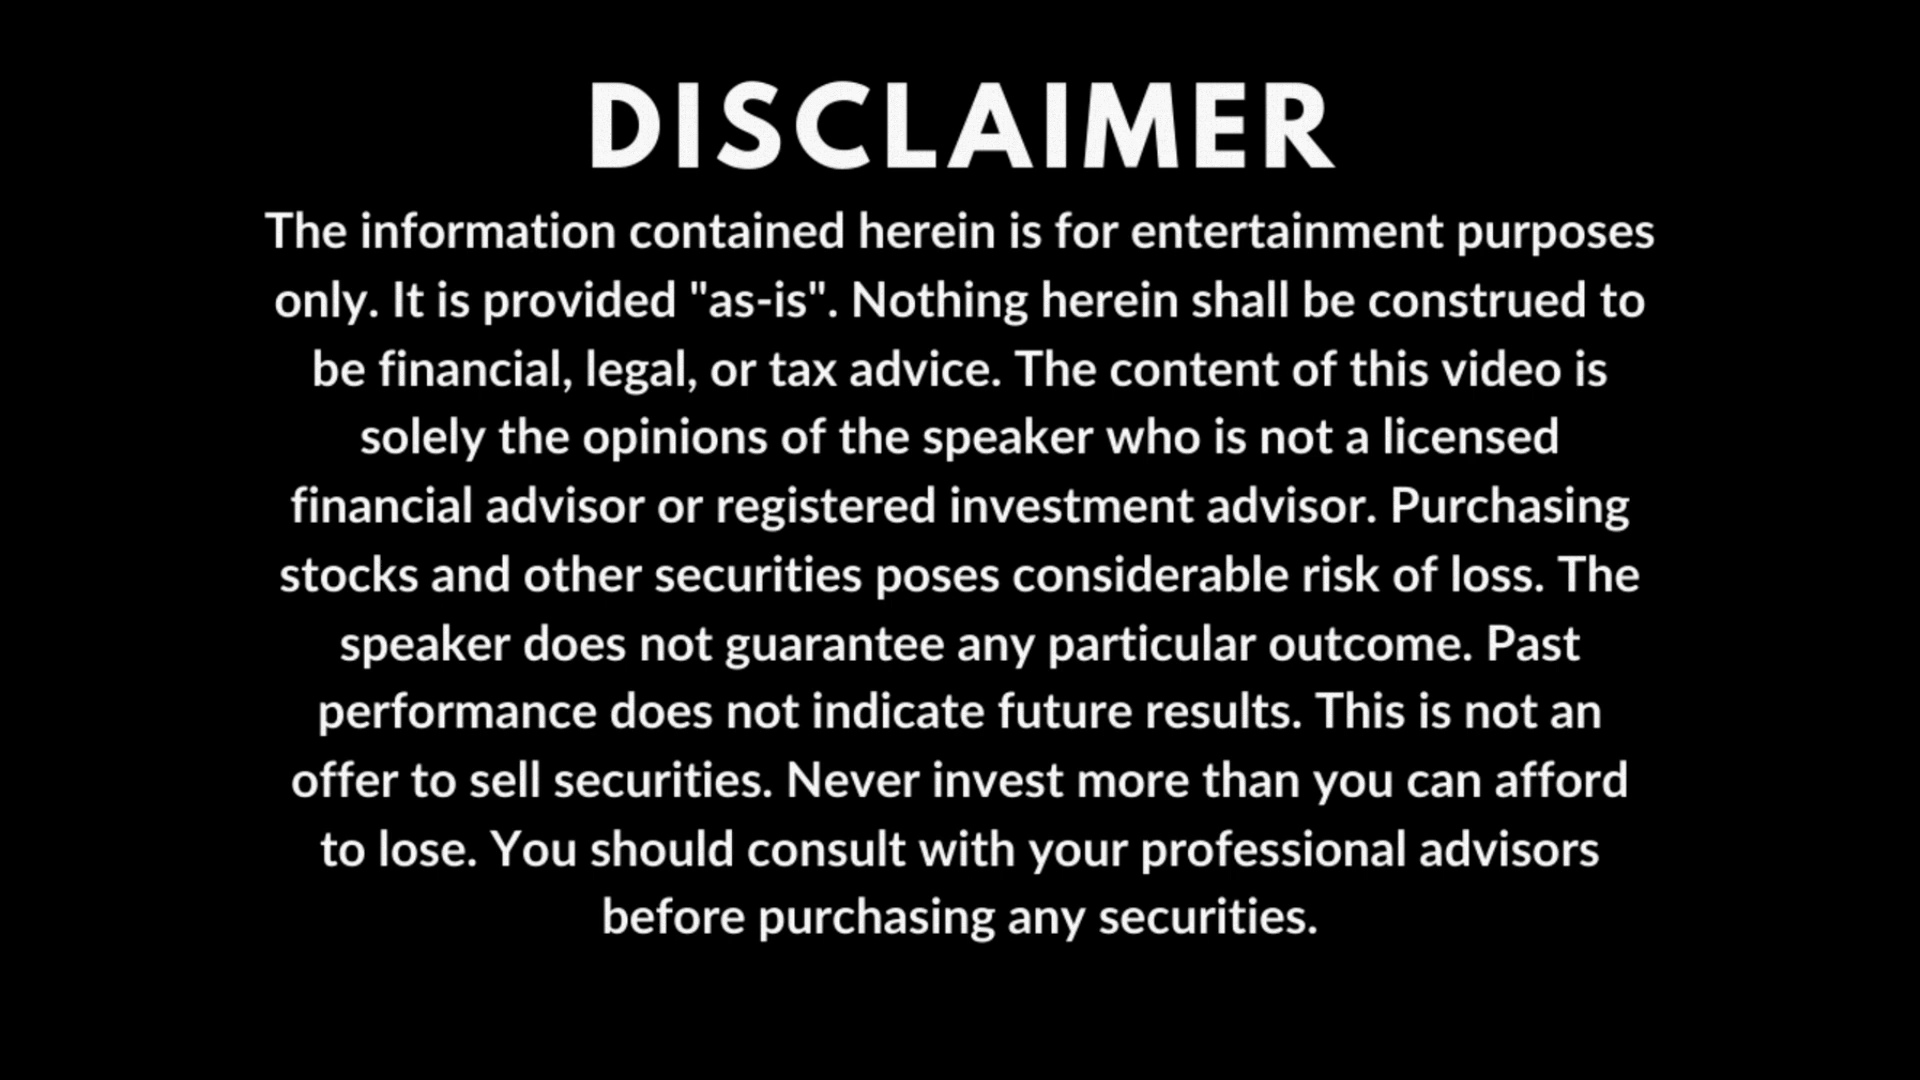 DISCLAIMER
The information contained herein is for entertainment purposes
only. It is provided "as-is". Nothing herein shall be construed to
be financial, legal, or tax advice. The content of this video is
solely the opinions of the speaker who is not a licensed
financial advisor or registered investment advisor. Purchasing
stocks and other securities poses considerable risk of loss. The
speaker does not guarantee any particular outcome. Past
performance does not indicate future results. This is not an
offer to sell securities. Never invest more than you can afford
to lose. You should consult with your professional advisors
before purchasing any securities.